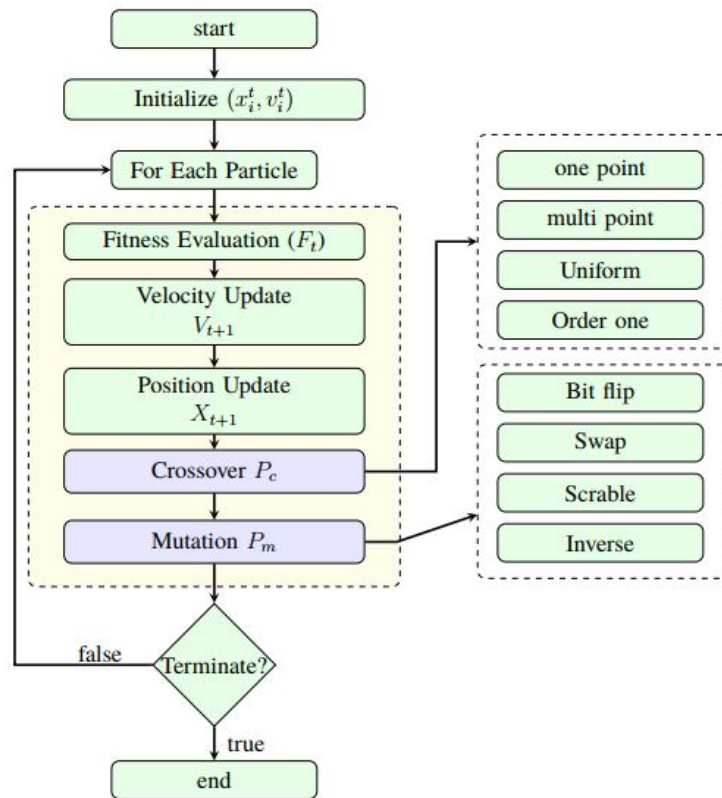 start
Initialize $(x_i^t, v_i^t)$
For Each Particle
Fitness Evaluation $(F_t)$
Velocity Update
$V_{t+1}$
Position Update
$X_{t+1}$
Crossover $P_c$
Mutation $P_m$
Terminate?
false
true
end
one point
multi point
Uniform
Order one
Bit flip
Swap
Scrable
Inverse